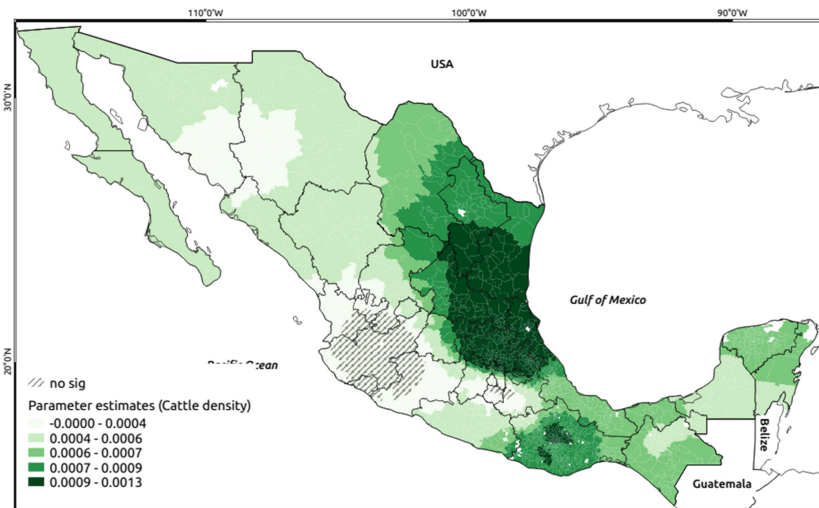 110°0'W 100°0'W 90°0'W
USA
30°0'N
Gulf of Mexico
20°0'N
Pacific Ocean
no sig
Parameter estimates (Cattle density)
-0.0000 - 0.0004
0.0004 - 0.0006
0.0006 - 0.0007
0.0007 - 0.0009
0.0009 - 0.0013
Belize
Guatemala